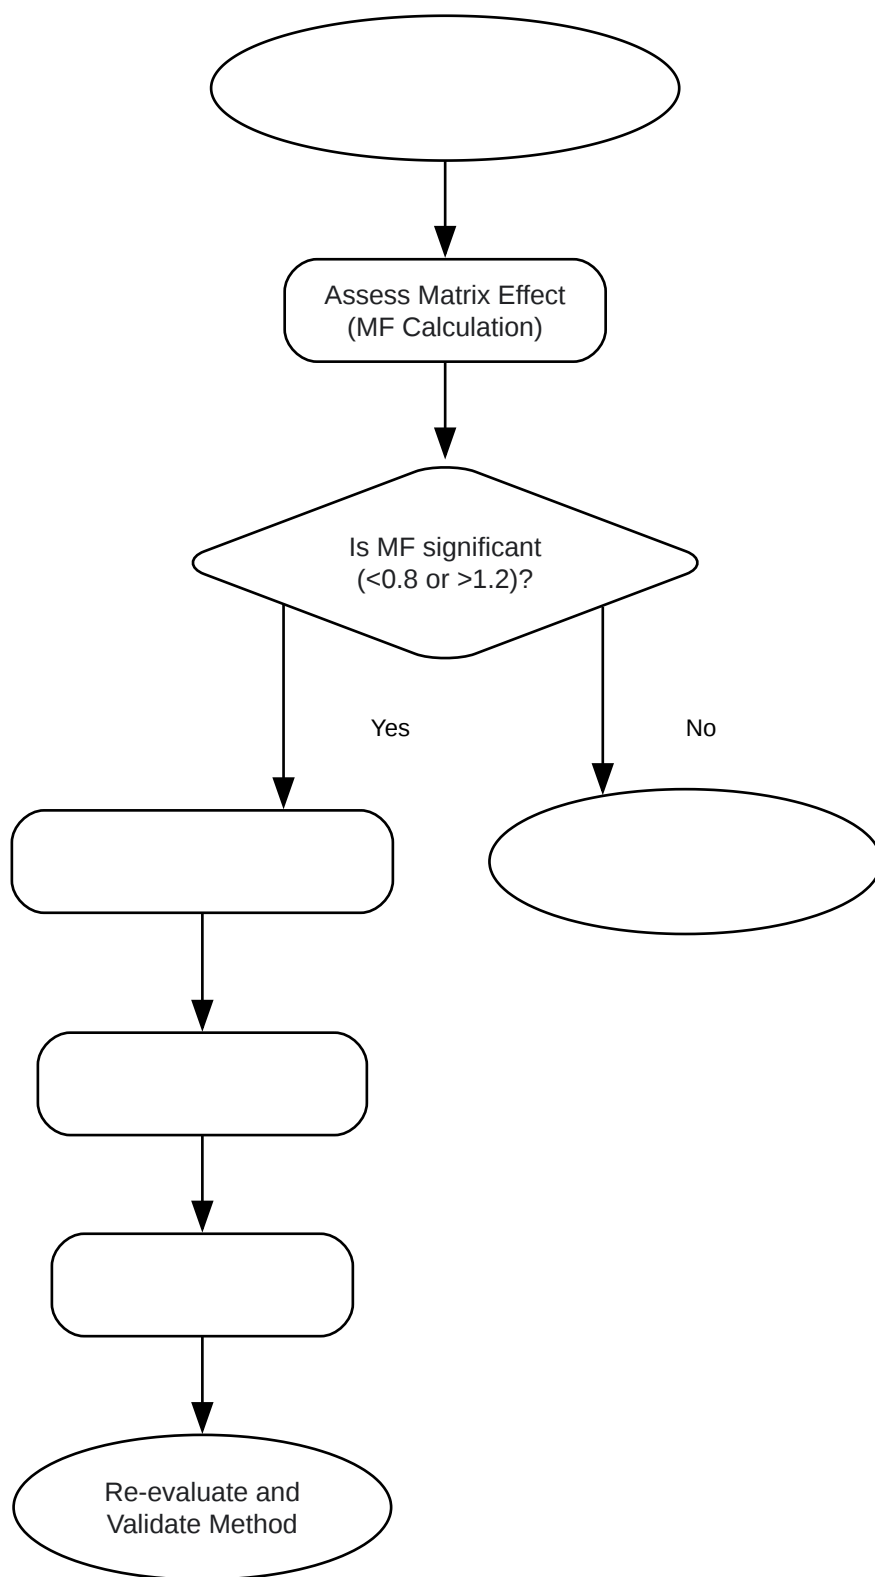 Assess Matrix Effect
(MF Calculation)
Is MF significant
(<0.8 or >1.2)?
Yes
No
Re-evaluate and
Validate Method